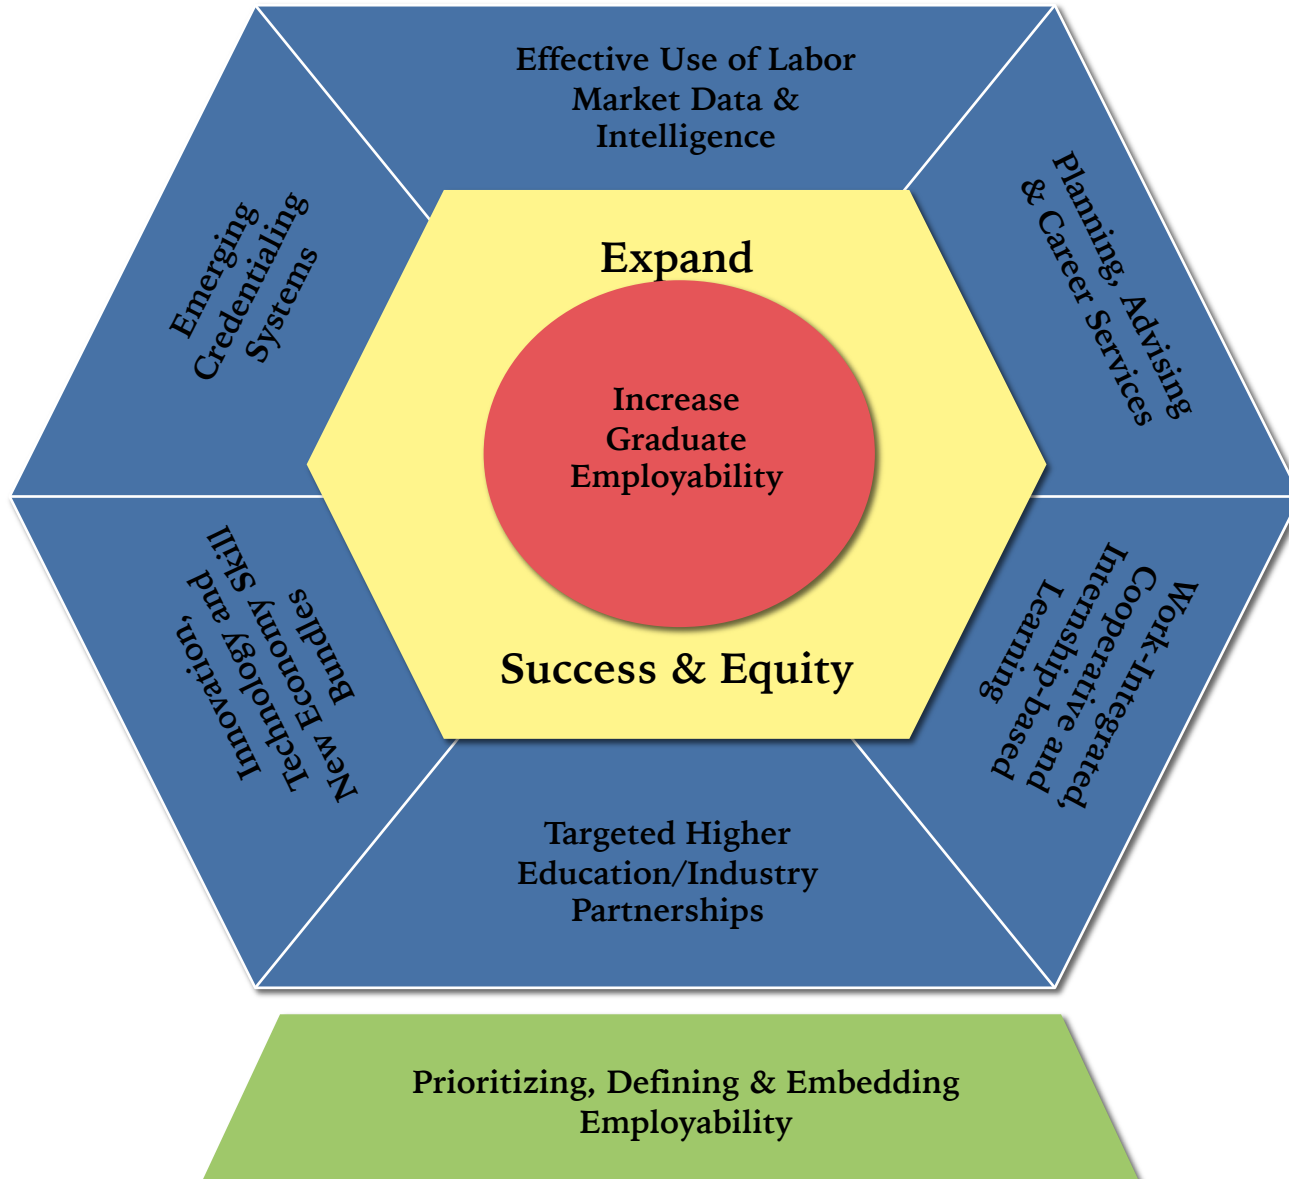 Effective Use of Labor
Market Data &
Intelligence
Planning, Advising
& Career Services
Work-Integrated,
Cooperative and
Internship-based
Learning
Targeted Higher
Education/Industry
Partnerships
Innovation,
Technology and
New Economy Skill
Bundles
Emerging
Credentialing
Systems
Expand
Increase
Graduate
Employability
Success & Equity
Prioritizing, Defining & Embedding
Employability